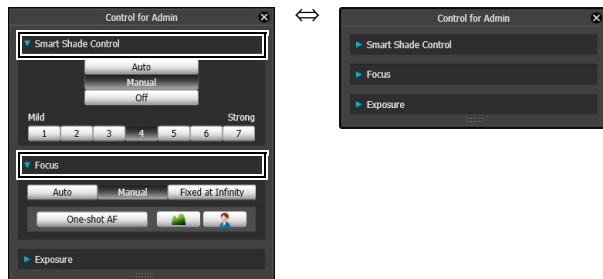 Control for Admin
Smart Shade Control
Auto
Manual
Off
Mild Strong
1 2 3 4 5 6 7
Focus
Auto Manual Fixed at Infinity
One-shot AF
Exposure
Control for Admin
Smart Shade Control
Focus
Exposure